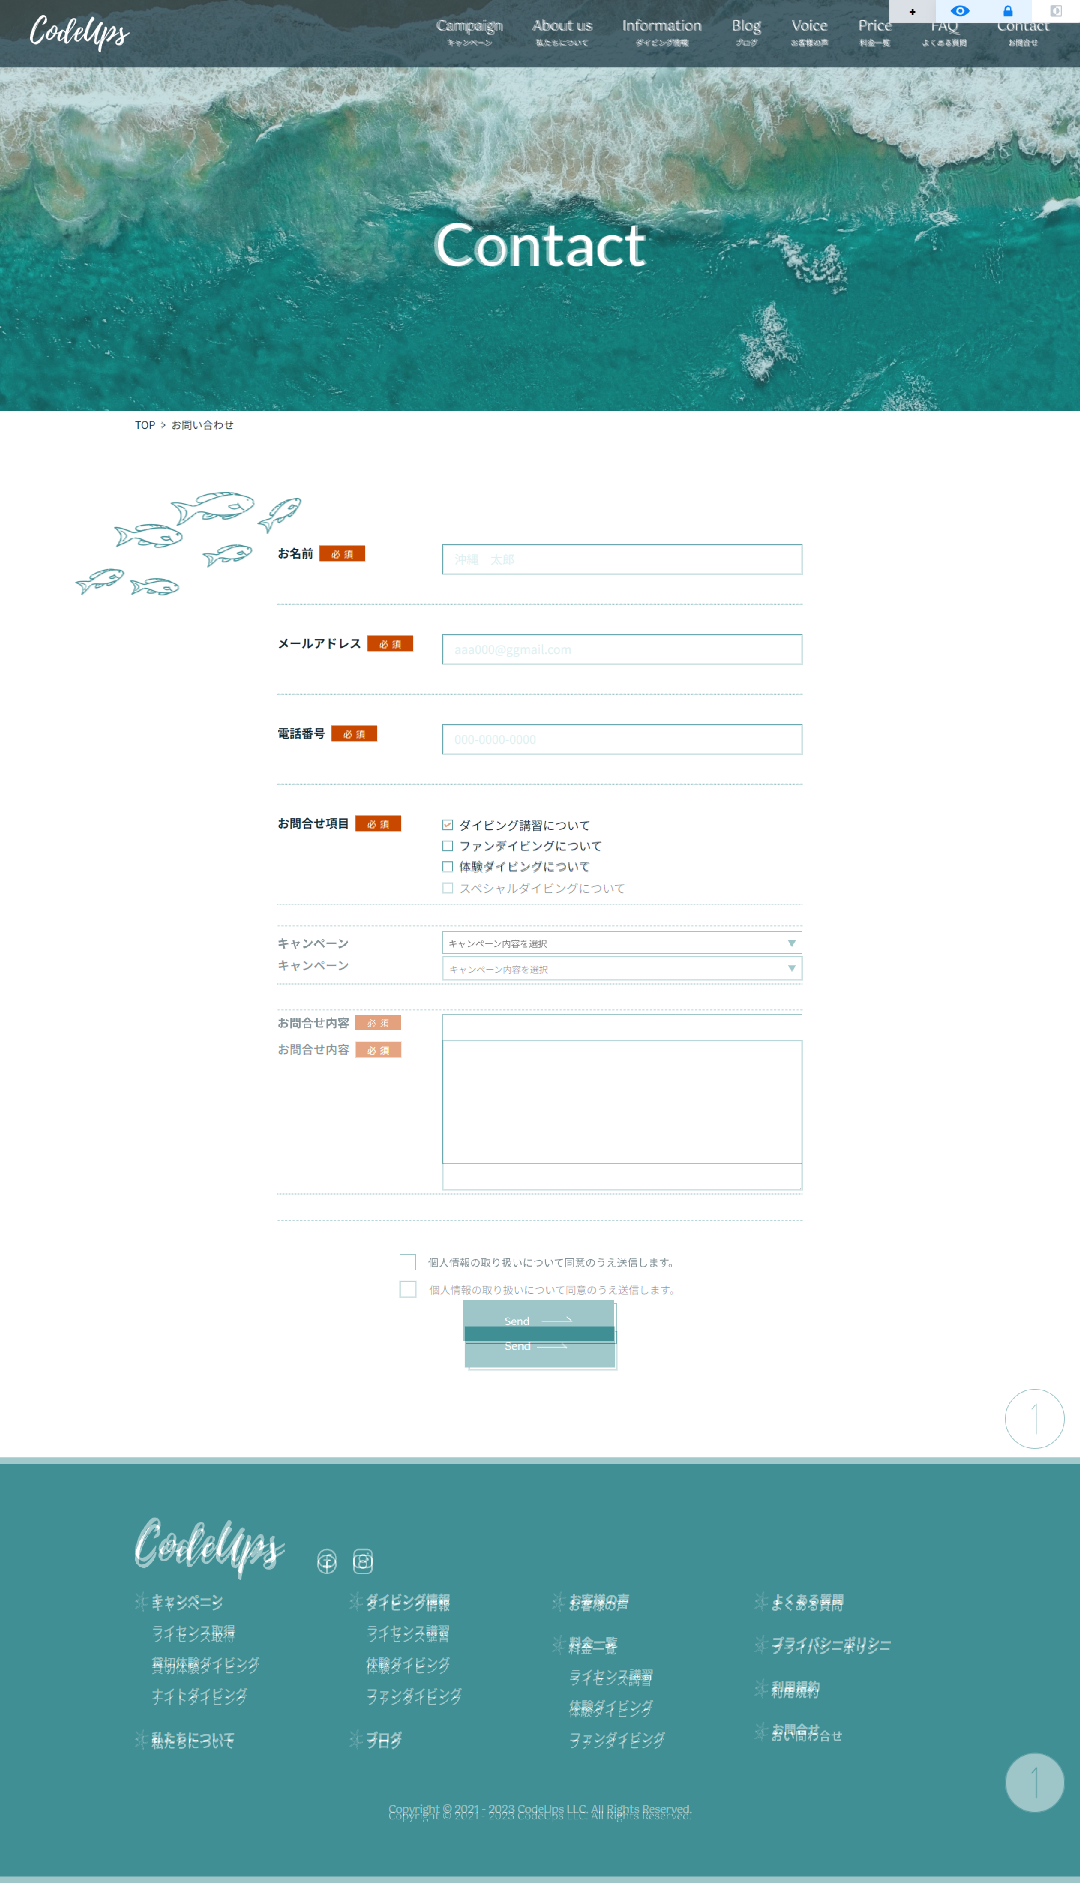 CodeUps
Campaign About us Information Blog Voice Price FAQ Contact
キャンペーン 私たちについて ダイビング情報 ブログ お客様の声 料金一覧 よくある質問 お問合せ
Contact
TOP > お問い合わせ
お名前 必須 沖縄　太郎
メールアドレス 必須 aaa000@ggmail.com
電話番号 必須 000-0000-0000
お問合せ項目 必須
ダイビング講習について
ファンダイビングについて
体験ダイビングについて
スペシャルダイビングについて
キャンペーン キャンペーン内容を選択
キャンペーン キャンペーン内容を選択
お問合せ内容 必須
お問合せ内容 必須
個人情報の取り扱いについて同意のうえ送信します。
個人情報の取り扱いについて同意のうえ送信します。
Send
Send
CodeUps
キャンペーン
ライセンス取得
貸切体験ダイビング
ナイトダイビング
私たちについて
ダイビング情報
ライセンス講習
体験ダイビング
ファンダイビング
ブログ
お客様の声
料金一覧
ライセンス講習
体験ダイビング
ファンダイビング
よくある質問
プライバシーポリシー
利用規約
お問合せ
Copyright © 2021 - 2023 CodeUps LLC. All Rights Reserved.